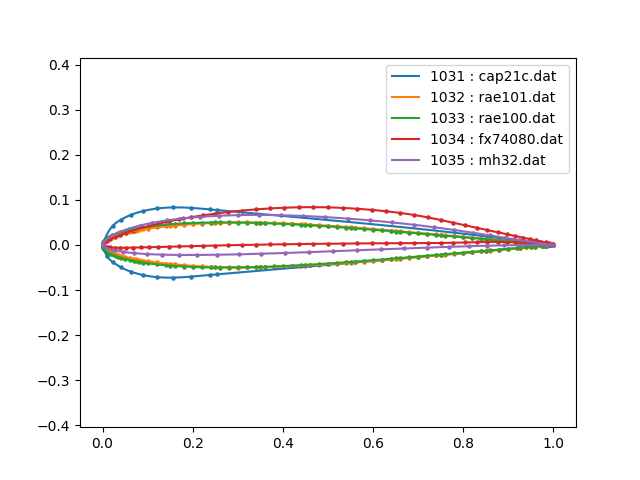 0.4
0.3
0.2
0.1
0.0
−0.1
−0.2
−0.3
−0.4
0.0 0.2 0.4 0.6 0.8 1.0
1031 : cap21c.dat
1032 : rae101.dat
1033 : rae100.dat
1034 : fx74080.dat
1035 : mh32.dat